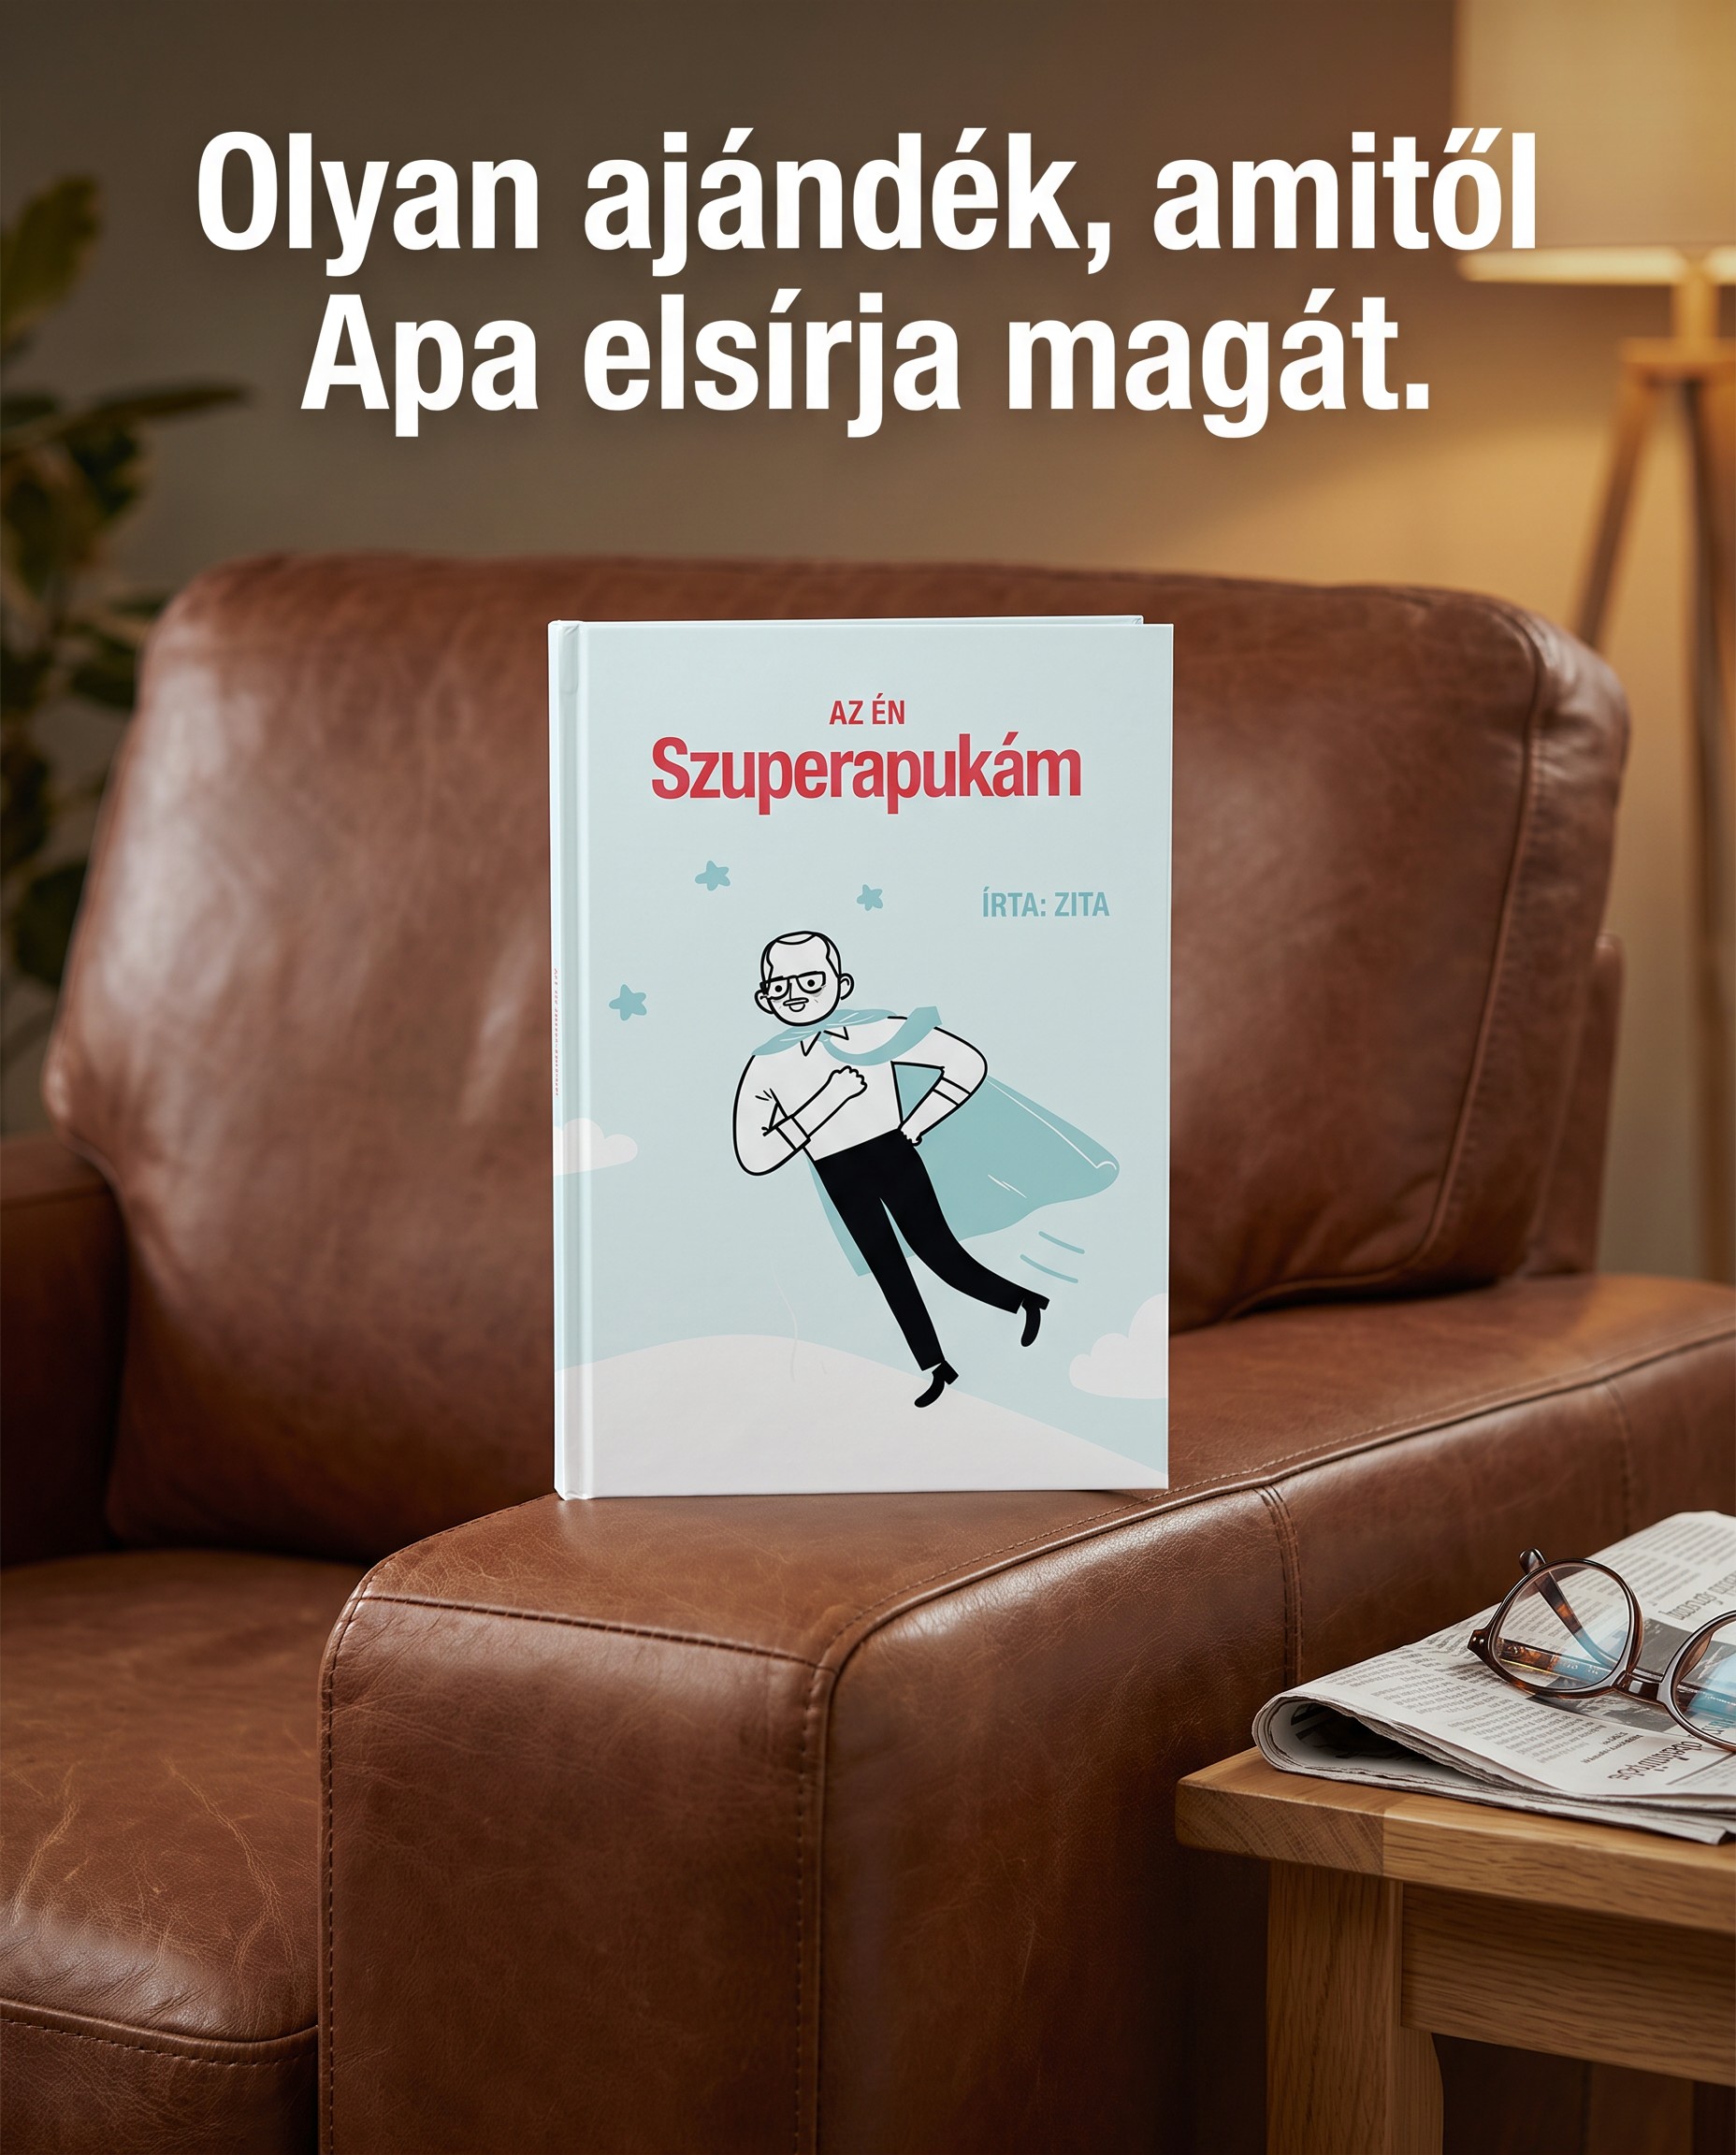 Olyan ajándék, amitől
Apa elsírja magát.
AZ ÉN
Szuperapukám
ÍRTA: ZITA